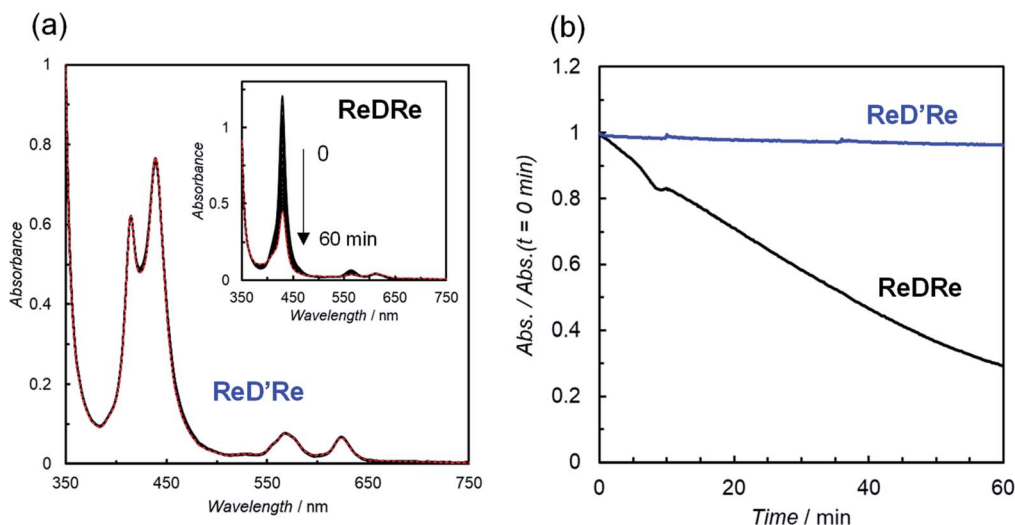 (a)
1
0.8
0.6
0.4
0.2
0
350
450
550
650
750
Absorbance
Wavelength / nm
ReD’Re
ReDRe
0
60 min
1
0.5
0
350
450
550
650
750
Absorbance
Wavelength / nm
(b)
1.2
1
0.8
0.6
0.4
0.2
0
0
20
40
60
Abs. / Abs.(t = 0 min)
Time / min
ReD’Re
ReDRe